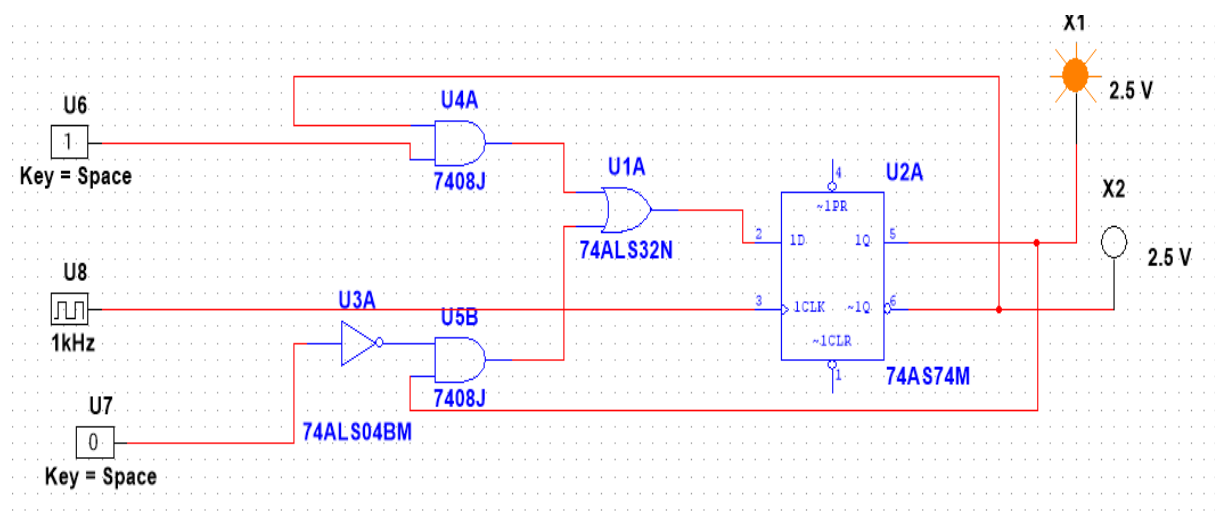 X1
2.5 V
U6
1
Key = Space
U4A
7408J
U1A
74ALS32N
4
U2A
~1PR
2
1D
1Q
5
X2
2.5 V
U8
1kHz
U3A
U5B
7408J
3
1CLK
~1Q
6
~1CLR
1
74AS74M
U7
0
Key = Space
74ALS04BM